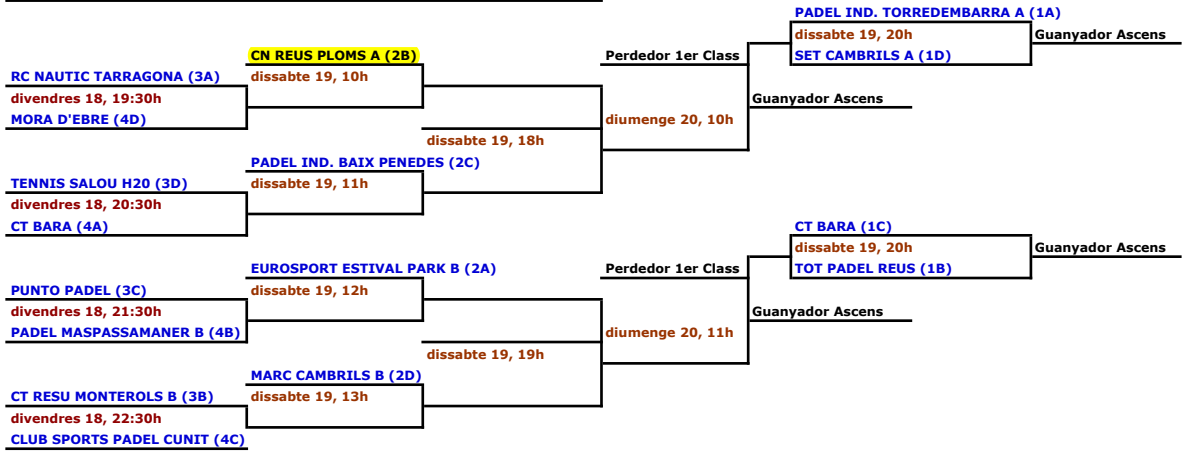 PADEL IND. TORREDEMBARRA A (1A)
dissabte 19, 20h
Guanyador Ascens
CN REUS PLOMS A (2B)
Perdedor 1er Class
SET CAMBRILS A (1D)
RC NAUTIC TARRAGONA (3A)
dissabte 19, 10h
divendres 18, 19:30h
Guanyador Ascens
MORA D'EBRE (4D)
diumenge 20, 10h
dissabte 19, 18h
PADEL IND. BAIX PENEDES (2C)
TENNIS SALOU H20 (3D)
dissabte 19, 11h
divendres 18, 20:30h
CT BARA (4A)
CT BARA (1C)
dissabte 19, 20h
Guanyador Ascens
EUROSPORT ESTIVAL PARK B (2A)
Perdedor 1er Class
TOT PADEL REUS (1B)
PUNTO PADEL (3C)
dissabte 19, 12h
divendres 18, 21:30h
Guanyador Ascens
PADEL MASPASSAMANER B (4B)
diumenge 20, 11h
dissabte 19, 19h
MARC CAMBRILS B (2D)
CT RESU MONTEROLS B (3B)
dissabte 19, 13h
divendres 18, 22:30h
CLUB SPORTS PADEL CUNIT (4C)